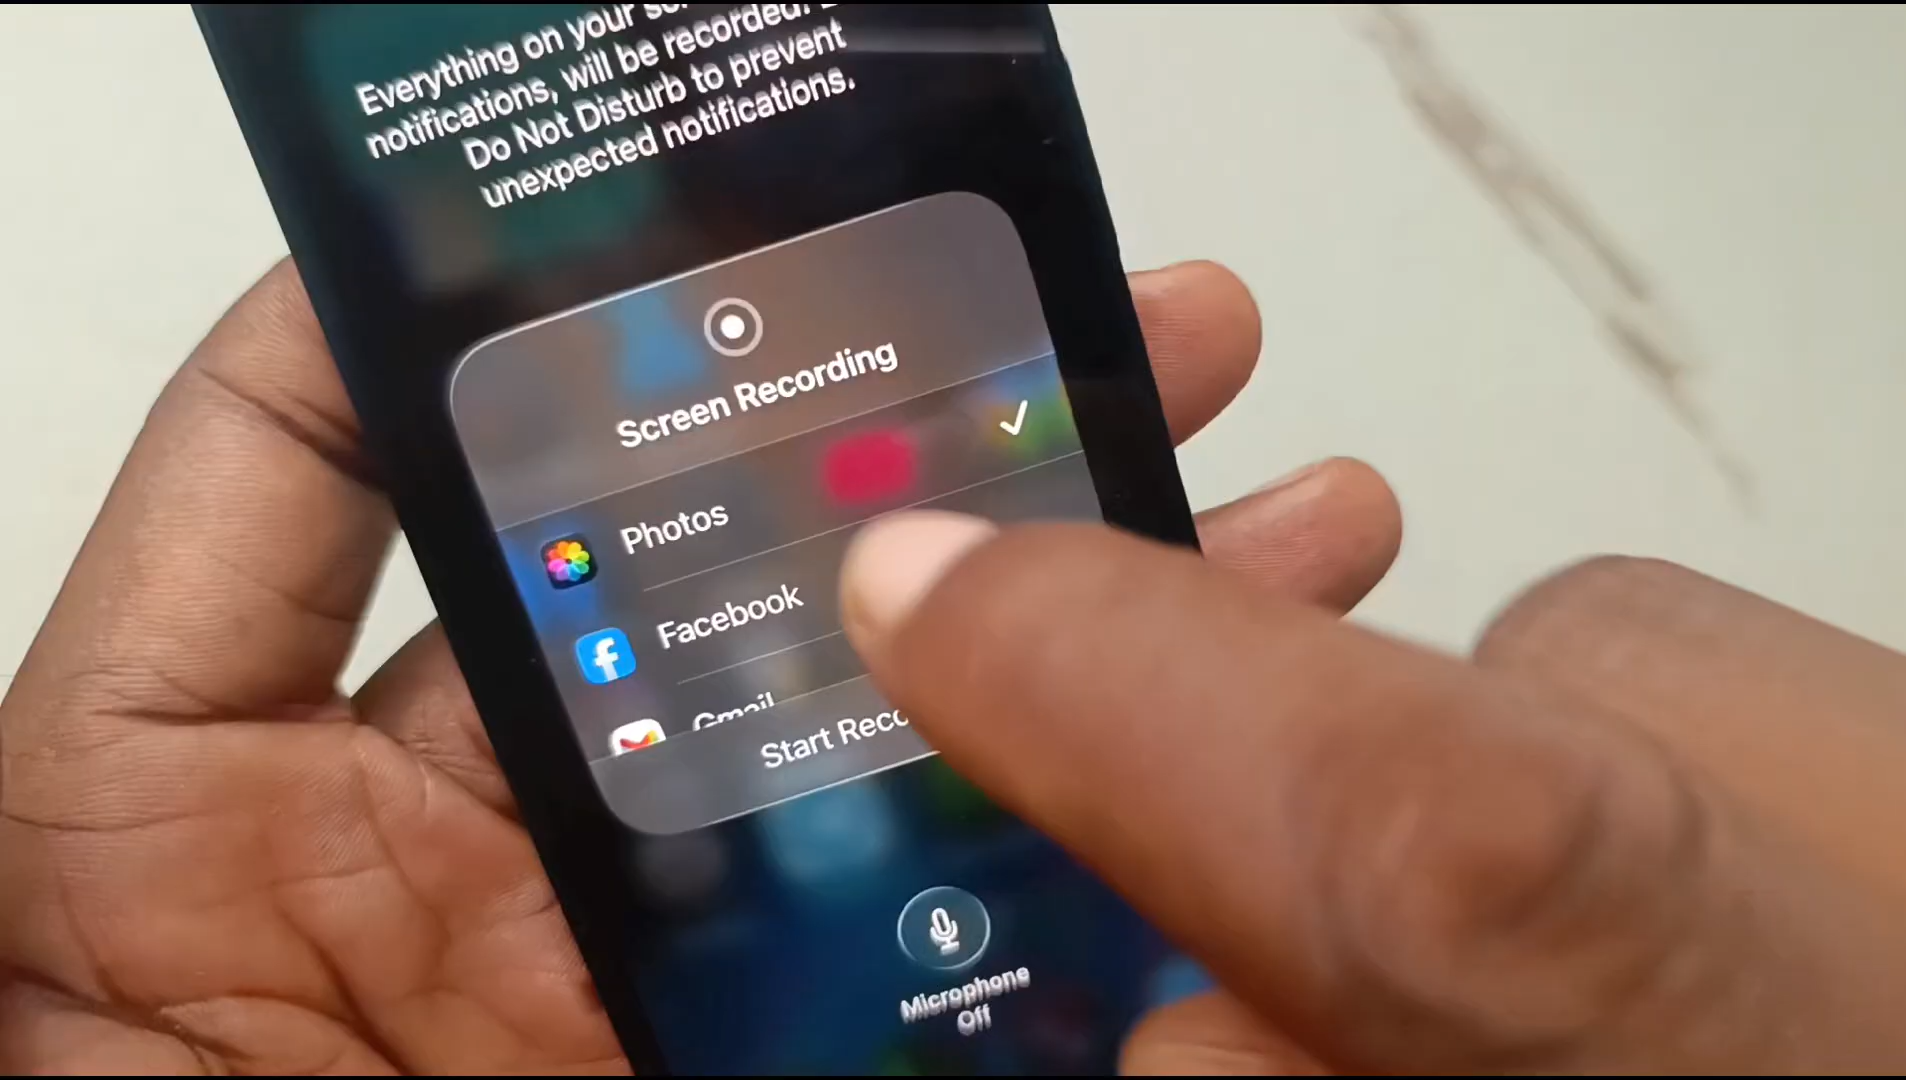 Everything on your
notifications, will be recorded.
Do Not Disturb to prevent
unexpected notifications.
Screen Recording
Photos
Facebook
Gmail
Start
Microphone
Off